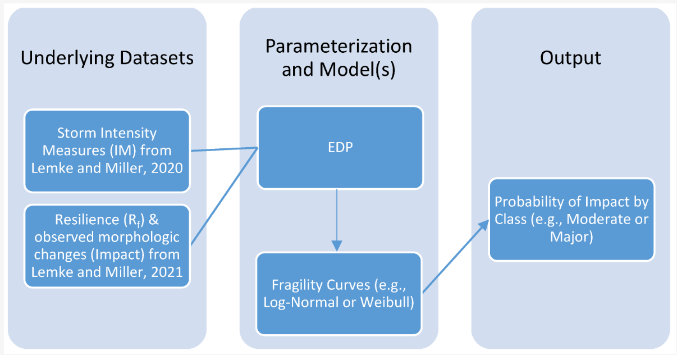 Underlying Datasets
Storm Intensity
Measures (IM) from
Lemke and Miller, 2020
Resilience (Rf) &
observed morphologic
changes (Impact) from
Lemke and Miller, 2021
Parameterization
and Model(s)
EDP
Fragility Curves (e.g.,
Log-Normal or Weibull)
Output
Probability of Impact by
Class (e.g., Moderate or
Major)